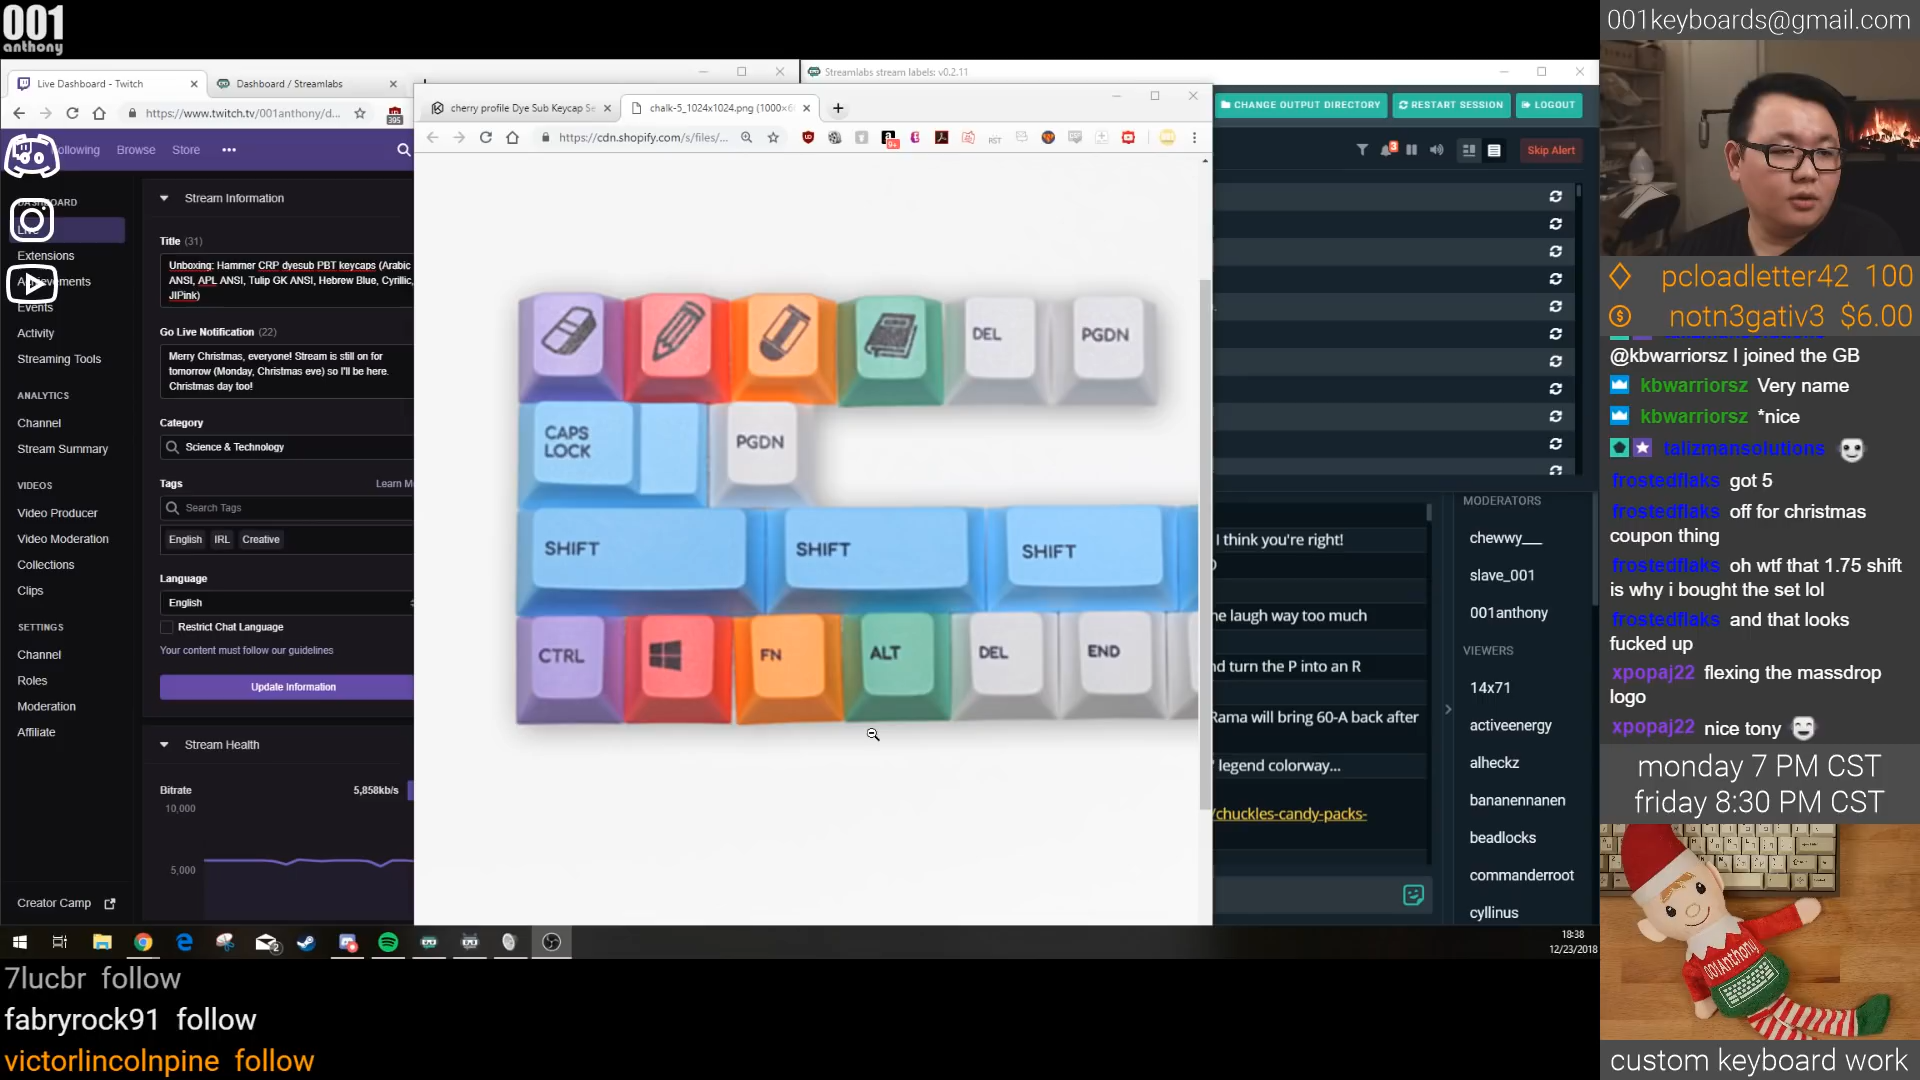 001
anthony
Live Dashboard - Twitch
Dashboard / Streamlabs
https://www.twitch.tv/001anthony/d...
395
Following
Browse
Store
•••
DASHBOARD
Live
Extensions
Achievements
Events
Activity
Streaming Tools
ANALYTICS
Channel
Stream Summary
VIDEOS
Video Producer
Video Moderation
Collections
Clips
SETTINGS
Channel
Roles
Moderation
Affiliate
Creator Camp
Stream Information
Title (31)
Unboxing: Hammer CRP dyesub PBT keycaps (Arabic
ANSI, APL ANSI, Tulip GK ANSI, Hebrew Blue, Cyrillic,
JIPink)
Go Live Notification (22)
Merry Christmas, everyone! Stream is still on for
tomorrow (Monday, Christmas eve) so I'll be here.
Christmas day too!
Category
Science & Technology
Tags
Learn M
Search Tags
English
IRL
Creative
Language
English
Restrict Chat Language
Your content must follow our guidelines
Update Information
Stream Health
Bitrate
5,858kb/s
10,000
5,000
cherry profile Dye Sub Keycap Se
chalk-5_1024x1024.png (1000×6
https://cdn.shopify.com/s/files/...
9+
RST
DEL
PGDN
CAPS
LOCK
PGDN
SHIFT
SHIFT
SHIFT
CTRL
FN
ALT
DEL
END
Streamlabs stream labels: v0.2.11
CHANGE OUTPUT DIRECTORY
RESTART SESSION
LOGOUT
3
Skip Alert
I think you're right!
he laugh way too much
nd turn the P into an R
Rama will bring 60-A back after
legend colorway...
/chuckles-candy-packs-
MODERATORS
chewwy___
slave_001
001anthony
VIEWERS
14x71
activeenergy
alheckz
bananennanen
beadlocks
commanderroot
cyllinus
2
18:38
12/23/2018
001keyboards@gmail.com
pcloadletter42 100
notn3gativ3 $6.00
@kbwarriorsz I joined the GB
kbwarriorsz Very name
kbwarriorsz *nice
talizmansolutions
frostedflaks got 5
frostedflaks off for christmas
coupon thing
frostedflaks oh wtf that 1.75 shift
is why i bought the set lol
frostedflaks and that looks
fucked up
xpopaj22 flexing the massdrop
logo
xpopaj22 nice tony
monday 7 PM CST
friday 8:30 PM CST
001Anthony
custom keyboard work
7lucbr follow
fabryrock91 follow
victorlincolnpine follow